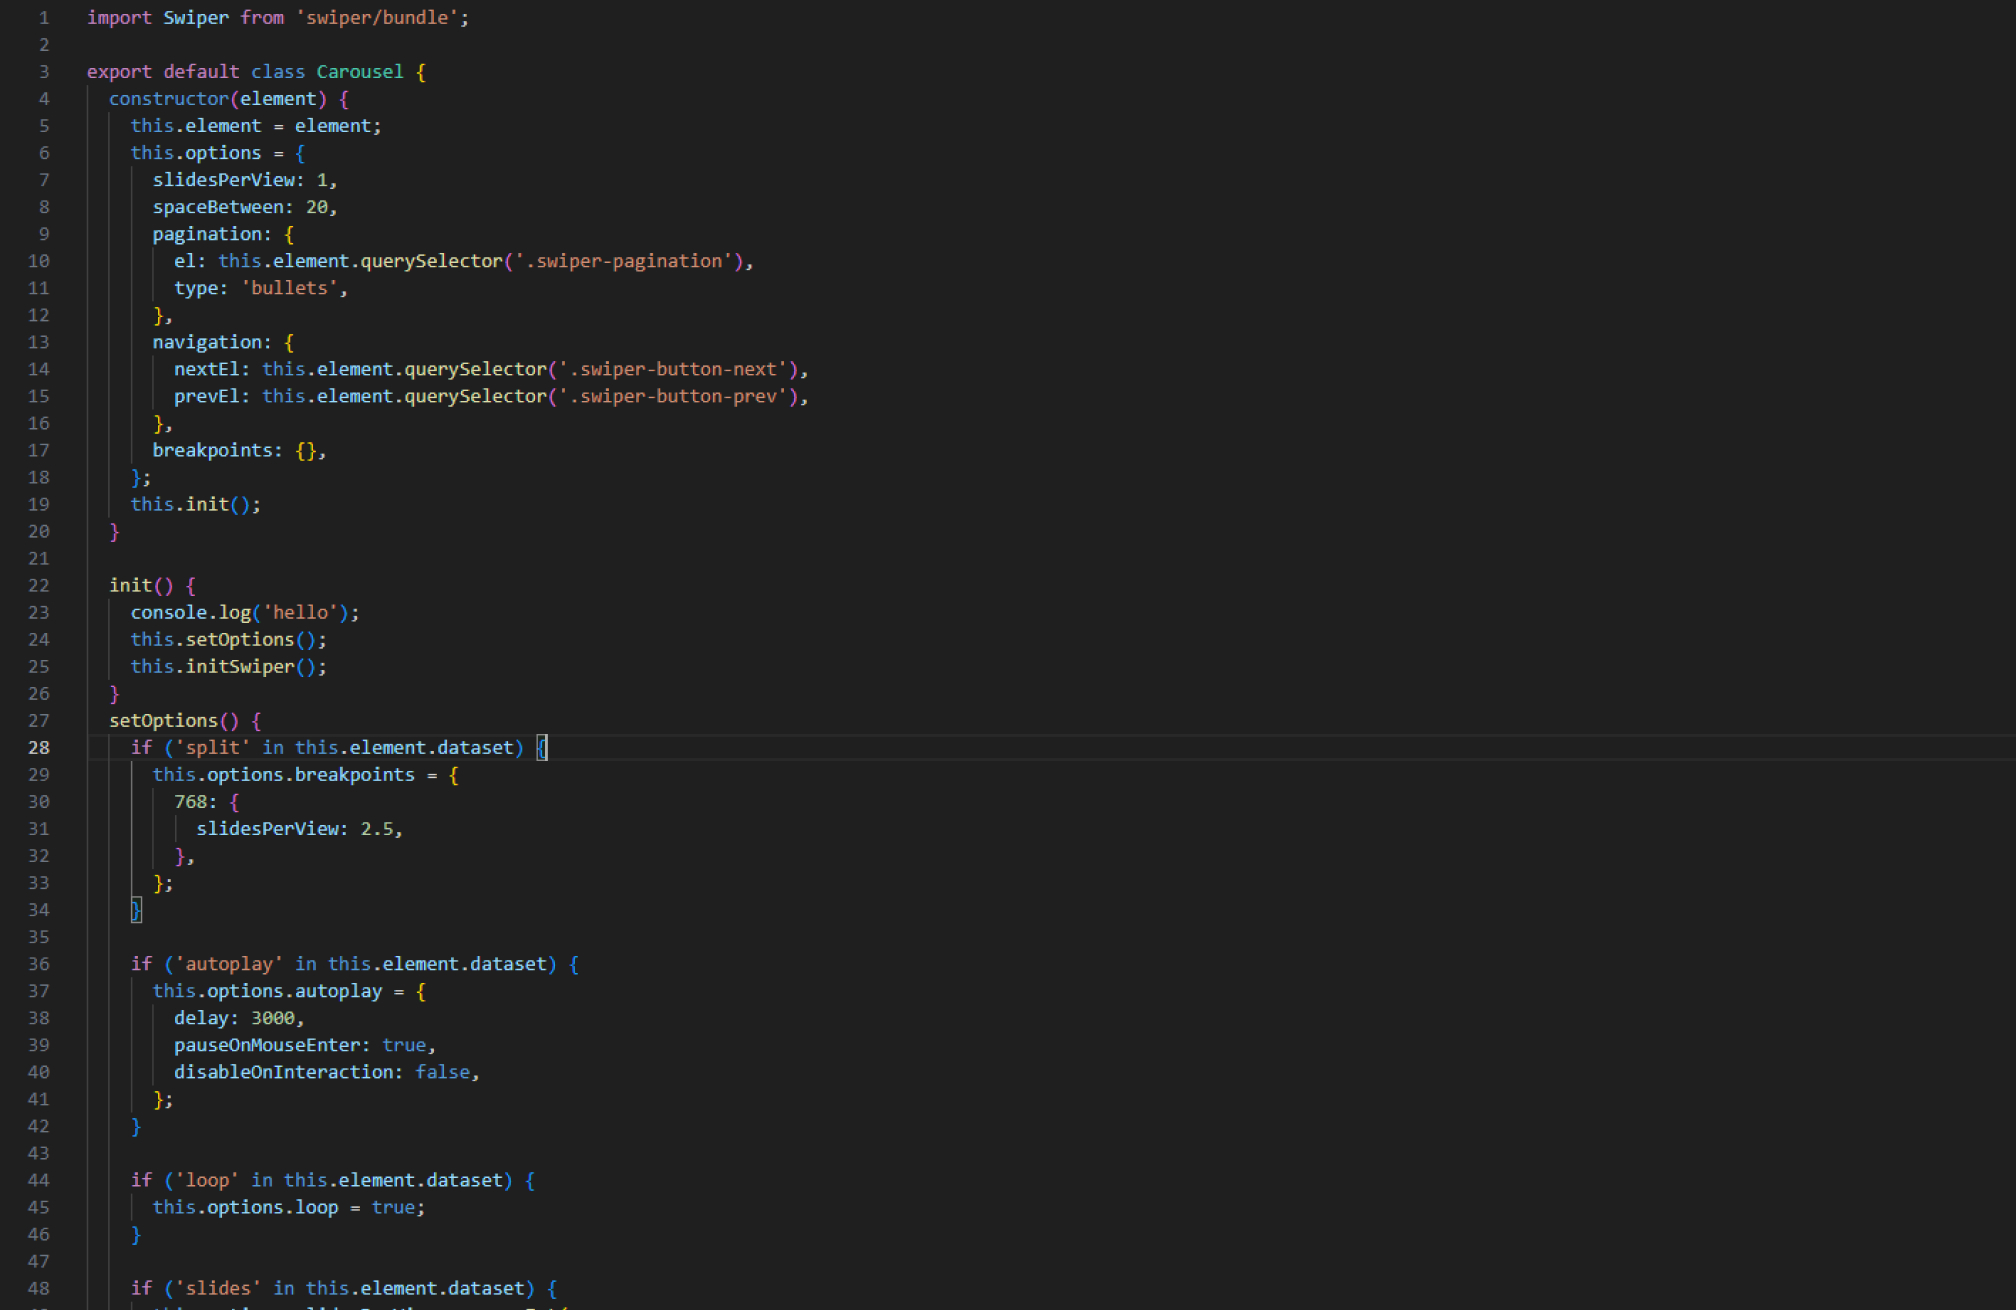 1 import Swiper from 'swiper/bundle';
2
3 export default class Carousel {
4 constructor(element) {
5 this.element = element;
6 this.options = {
7 slidesPerView: 1,
8 spaceBetween: 20,
9 pagination: {
10 el: this.element.querySelector('.swiper-pagination'),
11 type: 'bullets',
12 },
13 navigation: {
14 nextEl: this.element.querySelector('.swiper-button-next'),
15 prevEl: this.element.querySelector('.swiper-button-prev'),
16 },
17 breakpoints: {},
18 };
19 this.init();
20 }
21
22 init() {
23 console.log('hello');
24 this.setOptions();
25 this.initSwiper();
26 }
27 setOptions() {
28 if ('split' in this.element.dataset) {
29 this.options.breakpoints = {
30 768: {
31 slidesPerView: 2.5,
32 },
33 };
34 }
35
36 if ('autoplay' in this.element.dataset) {
37 this.options.autoplay = {
38 delay: 3000,
39 pauseOnMouseEnter: true,
40 disableOnInteraction: false,
41 };
42 }
43
44 if ('loop' in this.element.dataset) {
45 this.options.loop = true;
46 }
47
48 if ('slides' in this.element.dataset) {